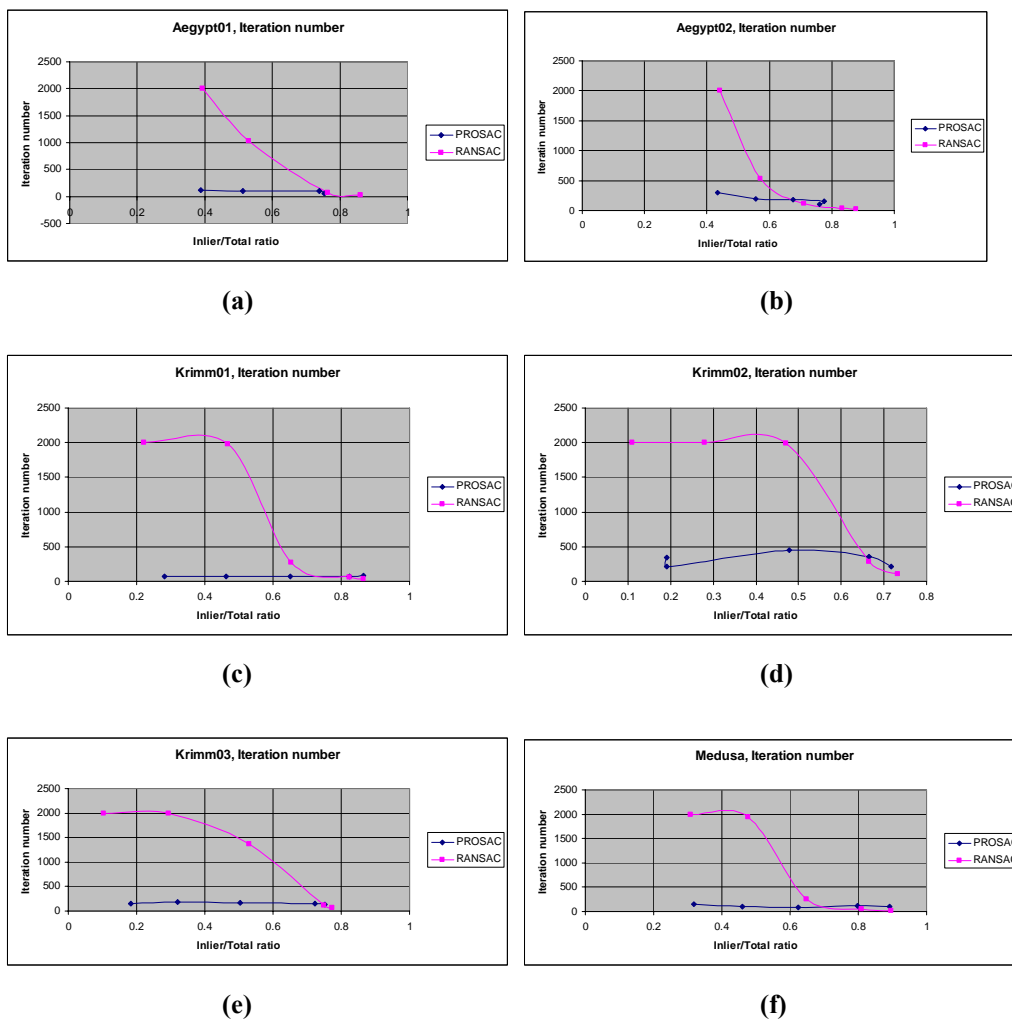 Aegypt01, Iteration number
2500
2000
1500
1000
500
0
-500
0 0.2 0.4 0.6 0.8 1
Iteration number
Inlier/Total ratio
PROSAC
RANSAC
(a)
Aegypt02, Iteration number
2500
2000
1500
1000
500
0
0 0.2 0.4 0.6 0.8 1
Iteratin number
Inlier/Total ratio
PROSAC
RANSAC
(b)
Krimm01, Iteration number
2500
2000
1500
1000
500
0
0 0.2 0.4 0.6 0.8 1
Iteration number
Inlier/Total ratio
PROSAC
RANSAC
(c)
Krimm02, Iteration number
2500
2000
1500
1000
500
0
0 0.1 0.2 0.3 0.4 0.5 0.6 0.7 0.8
Iteration number
Inlier/Total ratio
PROSAC
RANSAC
(d)
Krimm03, Iteration number
2500
2000
1500
1000
500
0
0 0.2 0.4 0.6 0.8 1
Iteration number
Inlier/Total ratio
PROSAC
RANSAC
(e)
Medusa, Iteration number
2500
2000
1500
1000
500
0
0 0.2 0.4 0.6 0.8 1
Iteration number
Inlier/Total ratio
PROSAC
RANSAC
(f)